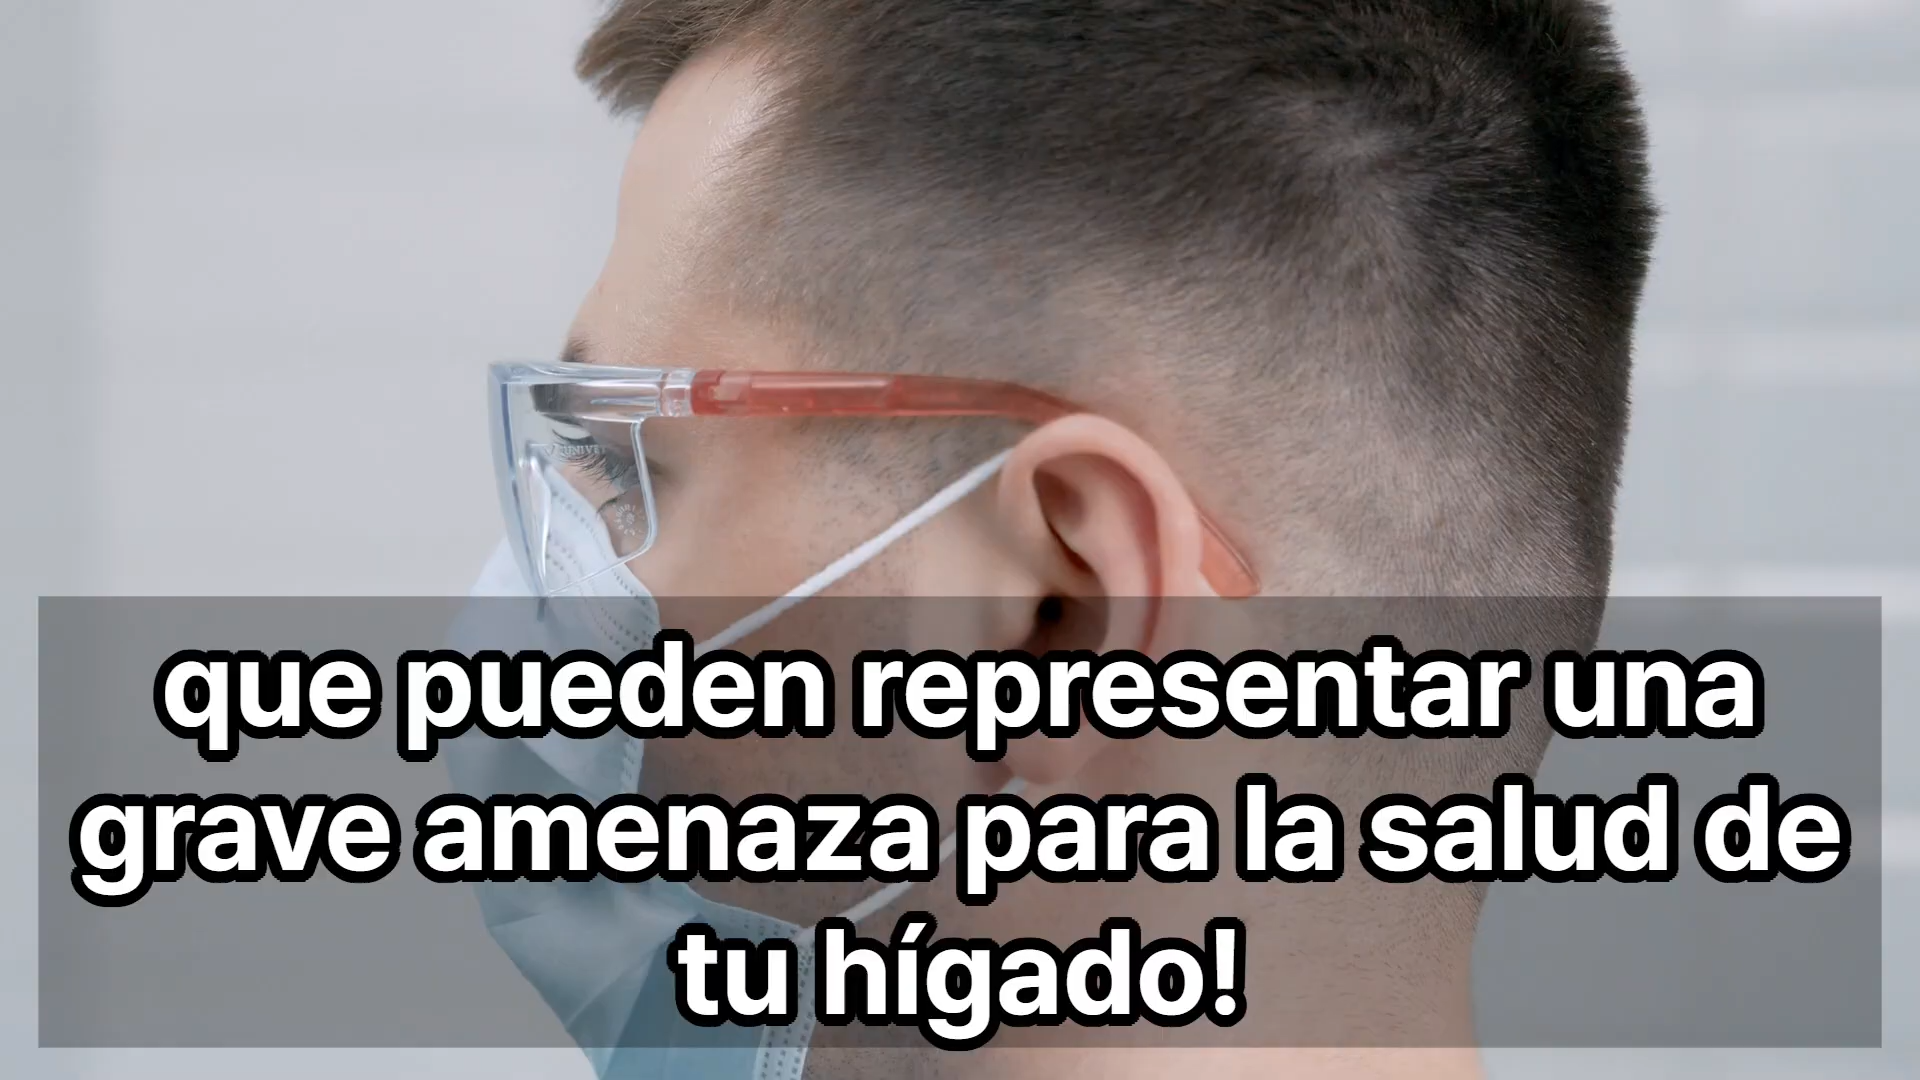 que pueden representar una
grave amenaza para la salud de
tu hígado!